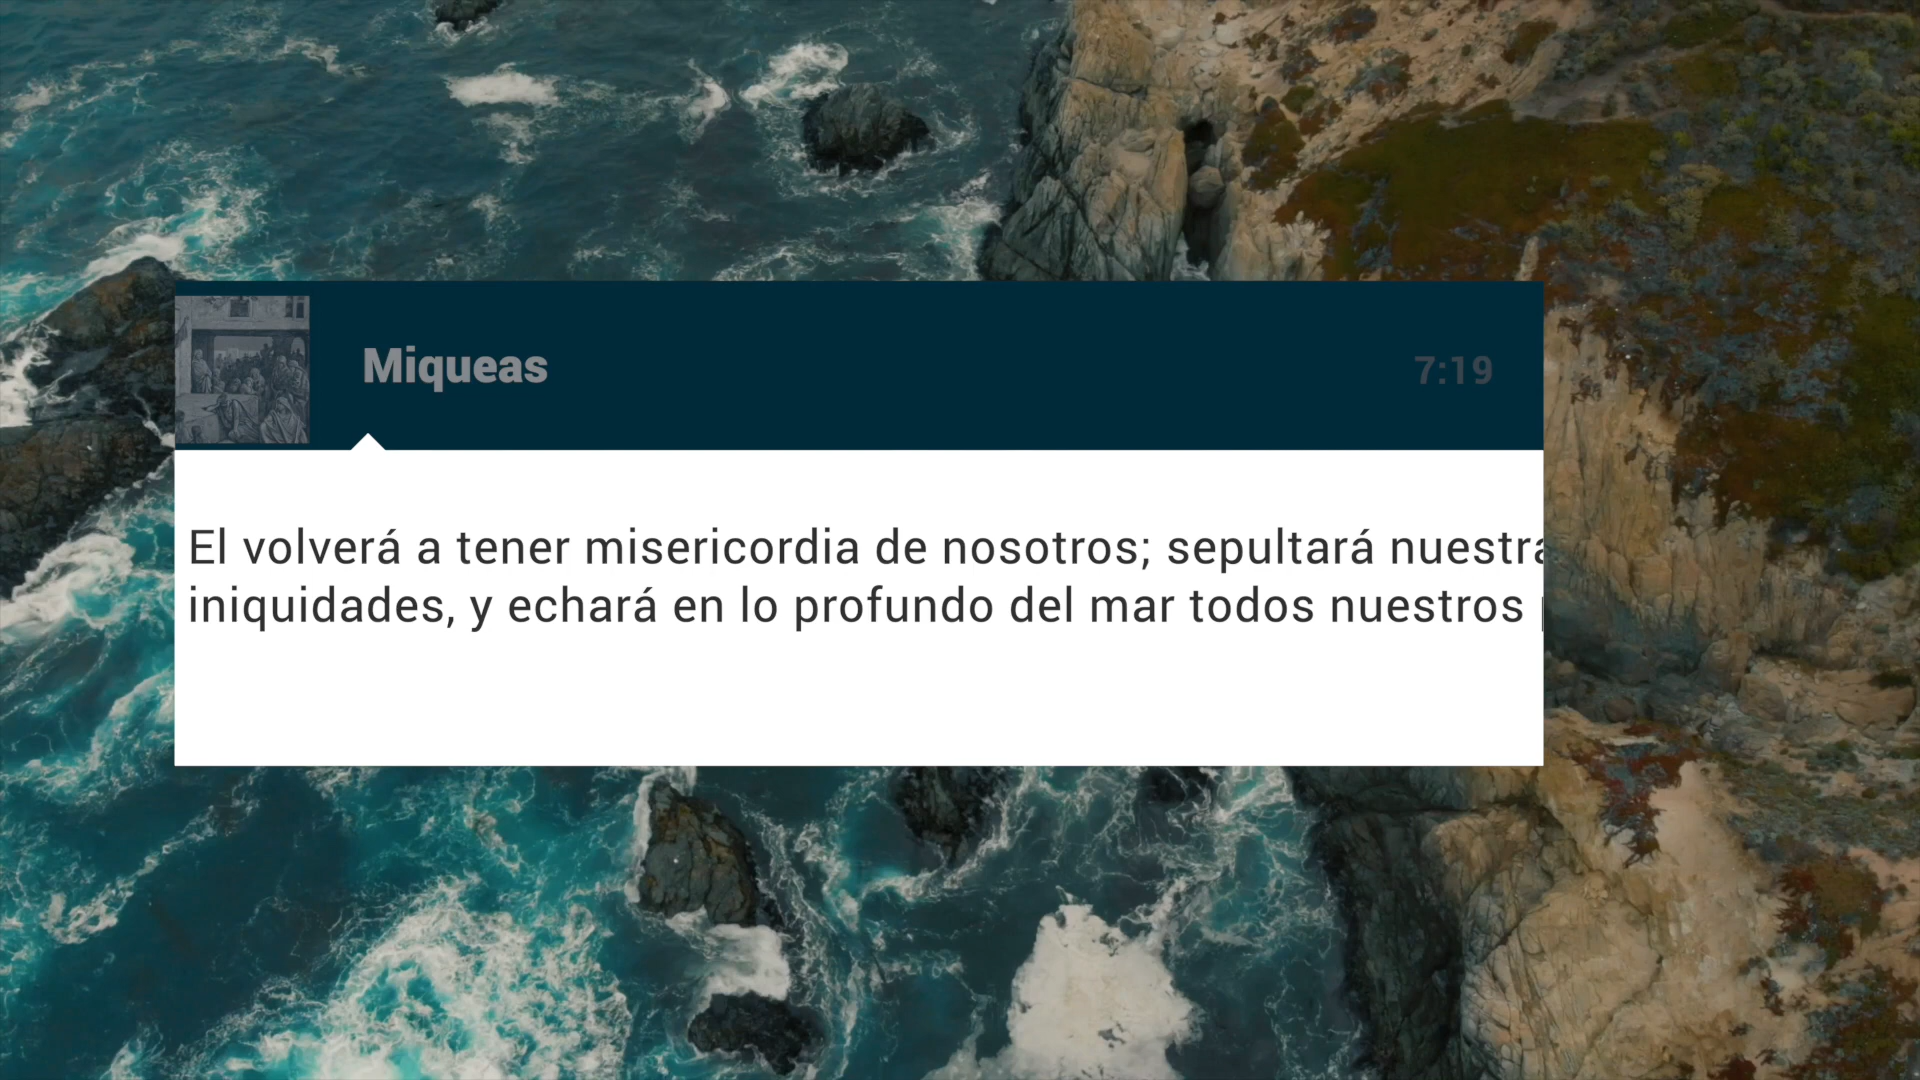 Miqueas
7:19
El volverá a tener misericordia de nosotros; sepultará nuestra
iniquidades, y echará en lo profundo del mar todos nuestros